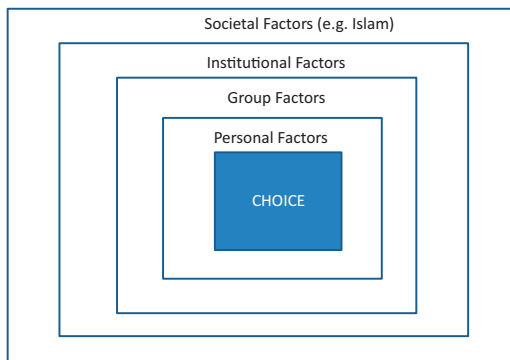 Societal Factors (e.g. Islam)
Institutional Factors
Group Factors
Personal Factors
CHOICE